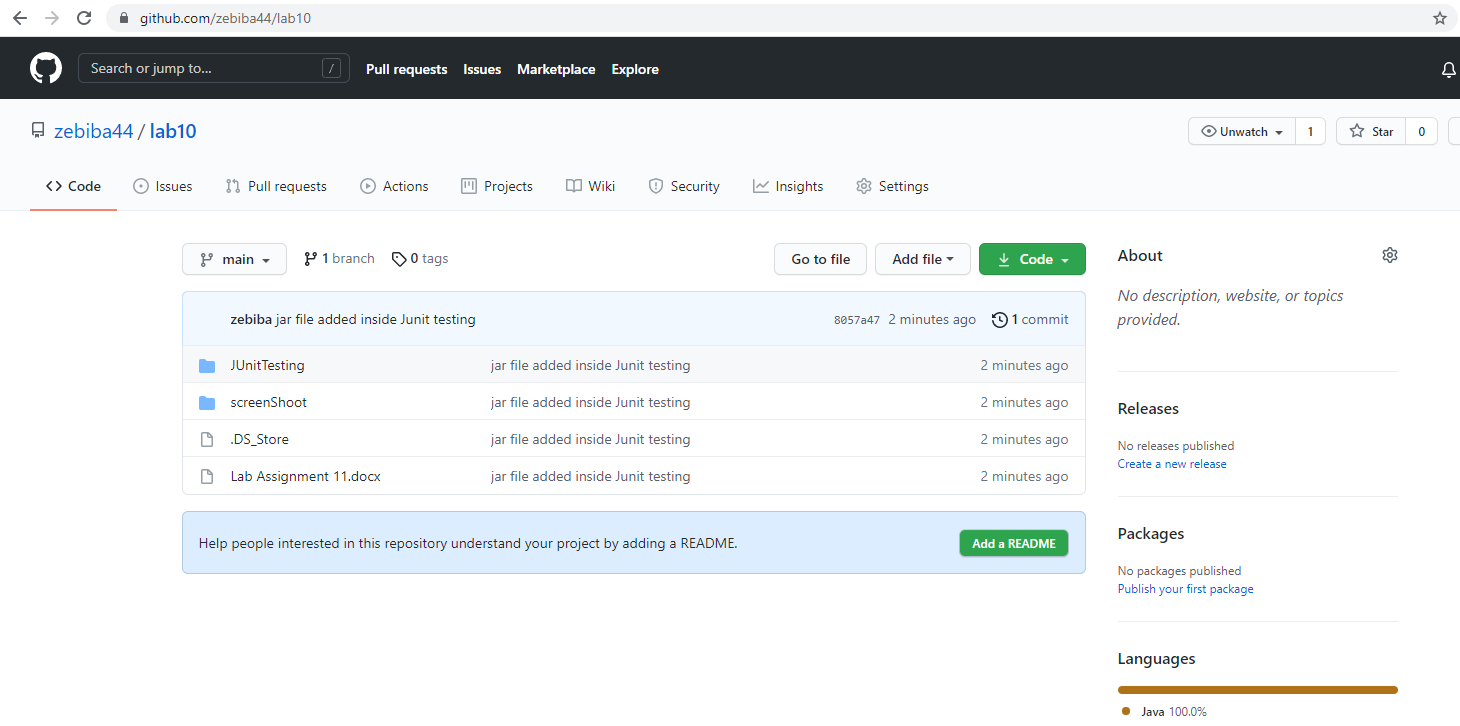 github.com/zebiba44/lab10
Search or jump to... /
Pull requests Issues Marketplace Explore
zebiba44 / lab10
Unwatch 1 Star 0
Code Issues Pull requests Actions Projects Wiki Security Insights Settings
main 1 branch 0 tags Go to file Add file Code
zebiba jar file added inside Junit testing 8057a47 2 minutes ago 1 commit
JUnitTesting jar file added inside Junit testing 2 minutes ago
screenShoot jar file added inside Junit testing 2 minutes ago
.DS_Store jar file added inside Junit testing 2 minutes ago
Lab Assignment 11.docx jar file added inside Junit testing 2 minutes ago
Help people interested in this repository understand your project by adding a README. Add a README
About
No description, website, or topics
provided.
Releases
No releases published
Create a new release
Packages
No packages published
Publish your first package
Languages
Java 100.0%